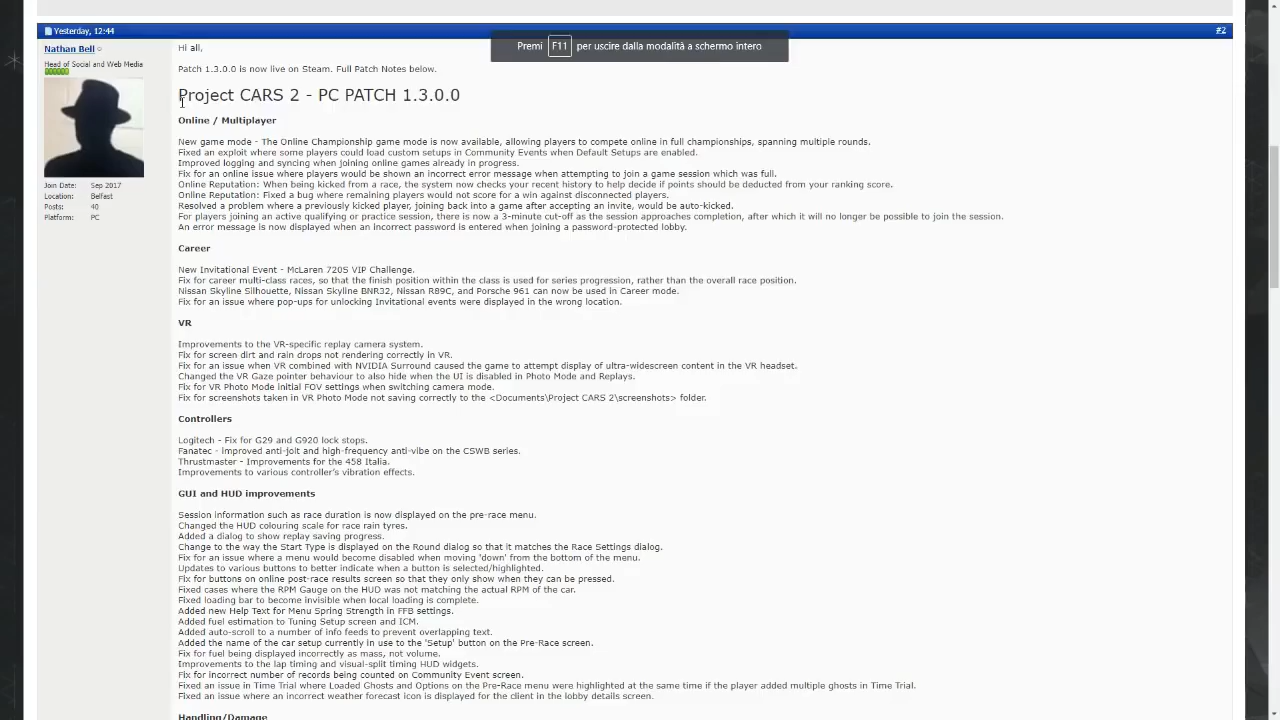 Yesterday, 12:44
#2
Nathan Bell
Head of Social and Web Media
Join Date: Sep 2017
Location: Belfast
Posts: 40
Platform: PC
Premi F11 per uscire dalla modalità a schermo intero
Hi all,
Patch 1.3.0.0 is now live on Steam. Full Patch Notes below.
Project CARS 2 - PC PATCH 1.3.0.0
Online / Multiplayer
New game mode - The Online Championship game mode is now available, allowing players to compete online in full championships, spanning multiple rounds.
Fixed an exploit where some players could load custom setups in Community Events when Default Setups are enabled.
Improved logging and syncing when joining online games already in progress.
Fix for an online issue where players would be shown an incorrect error message when attempting to join a game session which was full.
Online Reputation: When being kicked from a race, the system now checks your recent history to help decide if points should be deducted from your ranking score.
Online Reputation: Fixed a bug where remaining players would not score for a win against disconnected players.
Resolved a problem where a previously kicked player, joining back into a game after accepting an invite, would be auto-kicked.
For players joining an active qualifying or practice session, there is now a 3-minute cut-off as the session approaches completion, after which it will no longer be possible to join the session.
An error message is now displayed when an incorrect password is entered when joining a password-protected lobby.
Career
New Invitational Event - McLaren 720S VIP Challenge.
Fix for career multi-class races, so that the finish position within the class is used for series progression, rather than the overall race position.
Nissan Skyline Silhouette, Nissan Skyline BNR32, Nissan R89C, and Porsche 961 can now be used in Career mode.
Fix for an issue where pop-ups for unlocking Invitational events were displayed in the wrong location.
VR
Improvements to the VR-specific replay camera system.
Fix for screen dirt and rain drops not rendering correctly in VR.
Fix for an issue when VR combined with NVIDIA Surround caused the game to attempt display of ultra-widescreen content in the VR headset.
Changed the VR Gaze pointer behaviour to also hide when the UI is disabled in Photo Mode and Replays.
Fix for VR Photo Mode initial FOV settings when switching camera mode.
Fix for screenshots taken in VR Photo Mode not saving correctly to the <Documents\Project CARS 2\screenshots> folder.
Controllers
Logitech - Fix for G29 and G920 lock stops.
Fanatec - improved anti-jolt and high-frequency anti-vibe on the CSWB series.
Thrustmaster - Improvements for the 458 Italia.
Improvements to various controller's vibration effects.
GUI and HUD improvements
Session information such as race duration is now displayed on the pre-race menu.
Changed the HUD colouring scale for race rain tyres.
Added a dialog to show replay saving progress.
Change to the way the Start Type is displayed on the Round dialog so that it matches the Race Settings dialog.
Fix for an issue where a menu would become disabled when moving 'down' from the bottom of the menu.
Updates to various buttons to better indicate when a button is selected/highlighted.
Fix for buttons on online post-race results screen so that they only show when they can be pressed.
Fixed cases where the RPM Gauge on the HUD was not matching the actual RPM of the car.
Fixed loading bar to become invisible when local loading is complete.
Added new Help Text for Menu Spring Strength in FFB settings.
Added fuel estimation to Tuning Setup screen and ICM.
Added auto-scroll to a number of info feeds to prevent overlapping text.
Added the name of the car setup currently in use to the 'Setup' button on the Pre-Race screen.
Fix for fuel being displayed incorrectly as mass, not volume.
Improvements to the lap timing and visual-split timing HUD widgets.
Fix for incorrect number of records being counted on Community Event screen.
Fixed an issue in Time Trial where Loaded Ghosts and Options on the Pre-Race menu were highlighted at the same time if the player added multiple ghosts in Time Trial.
Fixed an issue where an incorrect weather forecast icon is displayed for the client in the lobby details screen.
Handling/Damage